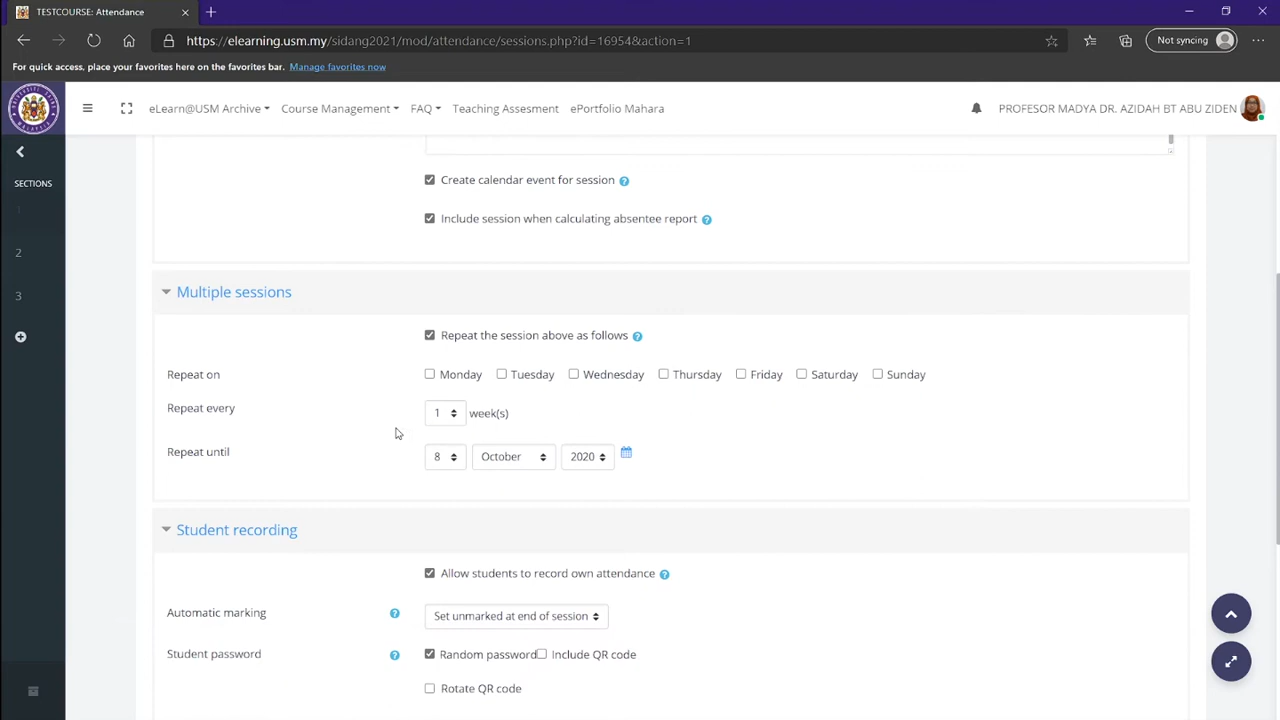 TESTCOURSE: Attendance
https://elearning.usm.my/sidang2021/mod/attendance/sessions.php?id=16954&action=1
Not syncing
For quick access, place your favorites here on the favorites bar. Manage favorites now
eLearn@USM Archive Course Management FAQ Teaching Assesment ePortfolio Mahara
PROFESOR MADYA DR. AZIDAH BT ABU ZIDEN
SECTIONS
1
2
3
Create calendar event for session
Include session when calculating absentee report
Multiple sessions
Repeat the session above as follows
Repeat on Monday Tuesday Wednesday Thursday Friday Saturday Sunday
Repeat every 1 week(s)
Repeat until 8 October 2020
Student recording
Allow students to record own attendance
Automatic marking Set unmarked at end of session
Student password Random password Include QR code
Rotate QR code